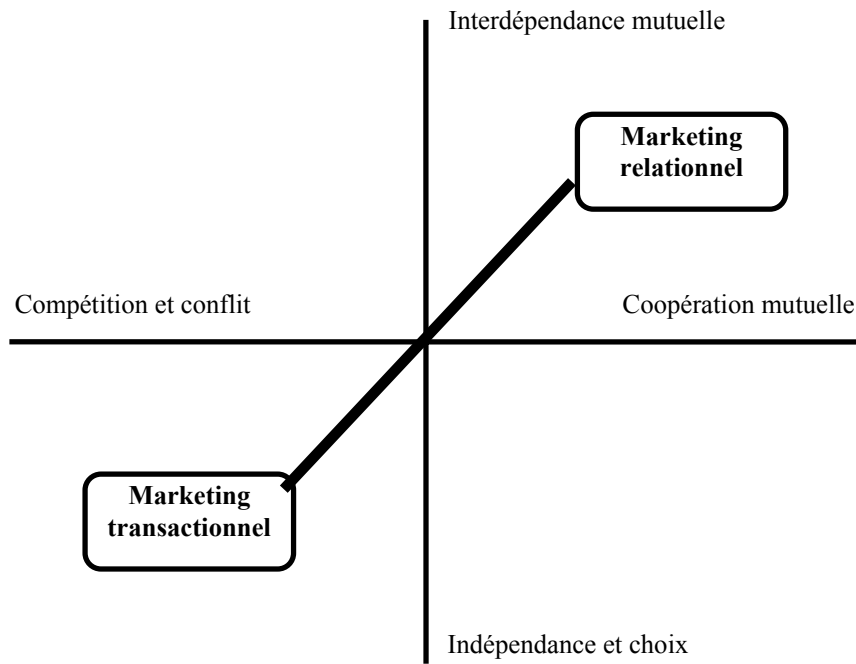 Interdépendance mutuelle
Marketing
relationnel
Compétition et conflit
Coopération mutuelle
Marketing
transactionnel
Indépendance et choix